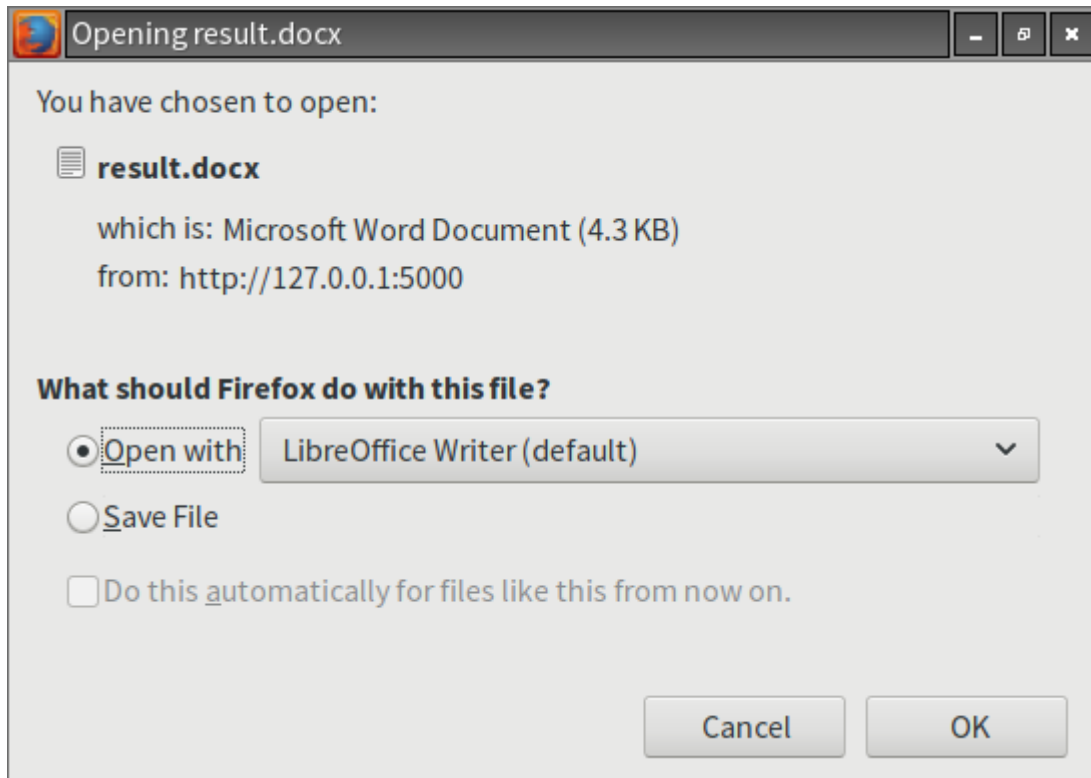 Opening result.docx
You have chosen to open:
result.docx
which is: Microsoft Word Document (4.3 KB)
from: http://127.0.0.1:5000
What should Firefox do with this file?
Open with LibreOffice Writer (default)
Save File
Do this automatically for files like this from now on.
Cancel OK